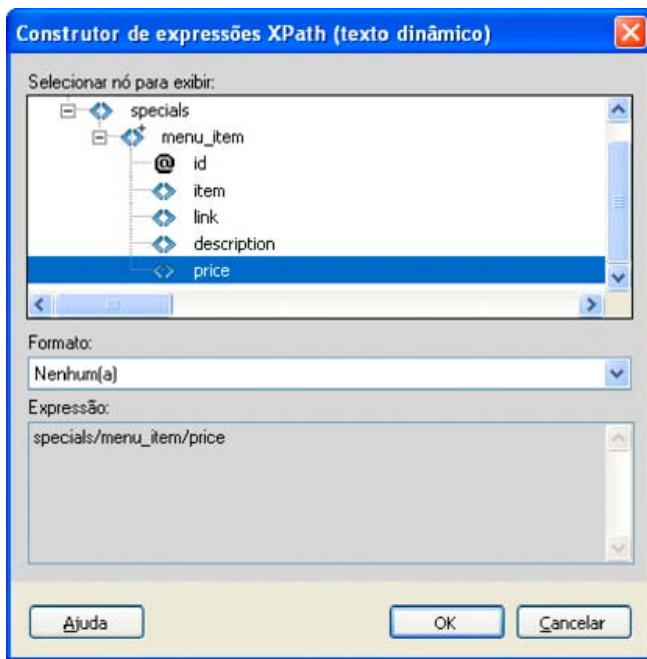 Construtor de expressões XPath (texto dinâmico)
Selecionar nó para exibir:
specials
menu_item
@ id
item
link
description
price
Formato:
Nenhum(a)
Expressão:
specials/menu_item/price
Ajuda
OK
Cancelar